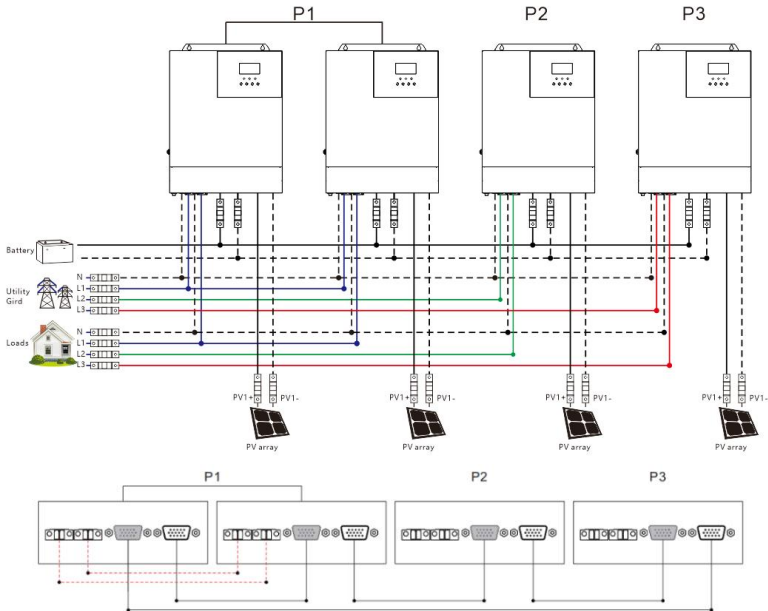 P1 P2 P3
Battery
N
L1
Utility
Gird
L2
L3
N
Loads
L1
L2
L3
PV1+ PV1- PV1+ PV1- PV1+ PV1- PV1+ PV1-
PV array PV array PV array PV array
P1 P2 P3